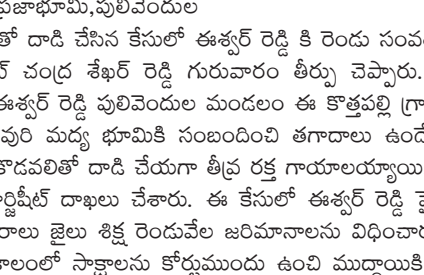 ప్రజాభూమి,పులివెందుల
తో దాడి చేసిన కేసులో ఈశ్వర్ రెడ్డి కి రెండు
చంద్ర శేఖర్ రెడ్డి గురువారం తీర్పు చెప్పారు.
ఈశ్వర్ రెడ్డి పులివెందుల మండలం ఈ కొత్తపల్లి
మద్య భూమికి సంబందించి తగాదాలు
కొడవలితో దాడి చేయగా తీవ్ర రక్త గాయాలయ్యాయి
దాఖలు చేశారు. ఈ కేసులో ఈశ్వర్ రెడ్డి
జైలు శిక్ష రెండువేల జరిమానాలను
సాక్షాలను కోర్టుముందు ఉంచి